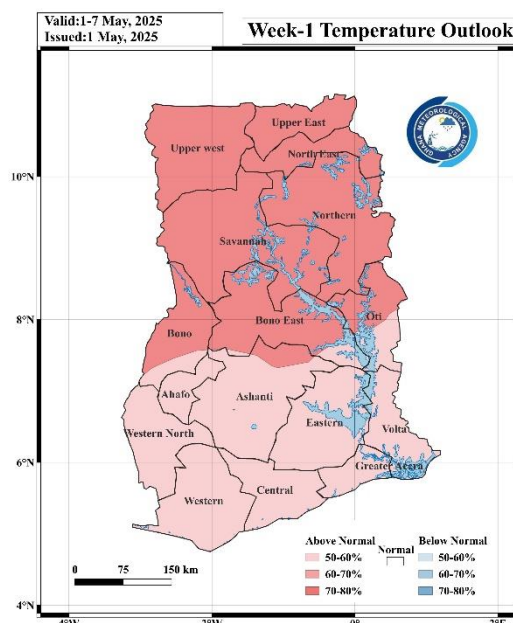 Valid:1-7 May, 2025
Issued:1 May, 2025
Week-1 Temperature Outlook
GHANA METEOROLOGICAL AGENCY
Upper East
Upper west
North East
10°N
Northern
Savannah
8°N
Oti
Bono
Bono East
Ahafo
Ashanti
Eastern
Volta
Western North
6°N
Greater Accra
Central
Western
Above Normal
Normal
Below Normal
50-60%
50-60%
60-70%
60-70%
70-80%
70-80%
0 75 150 km
4°N